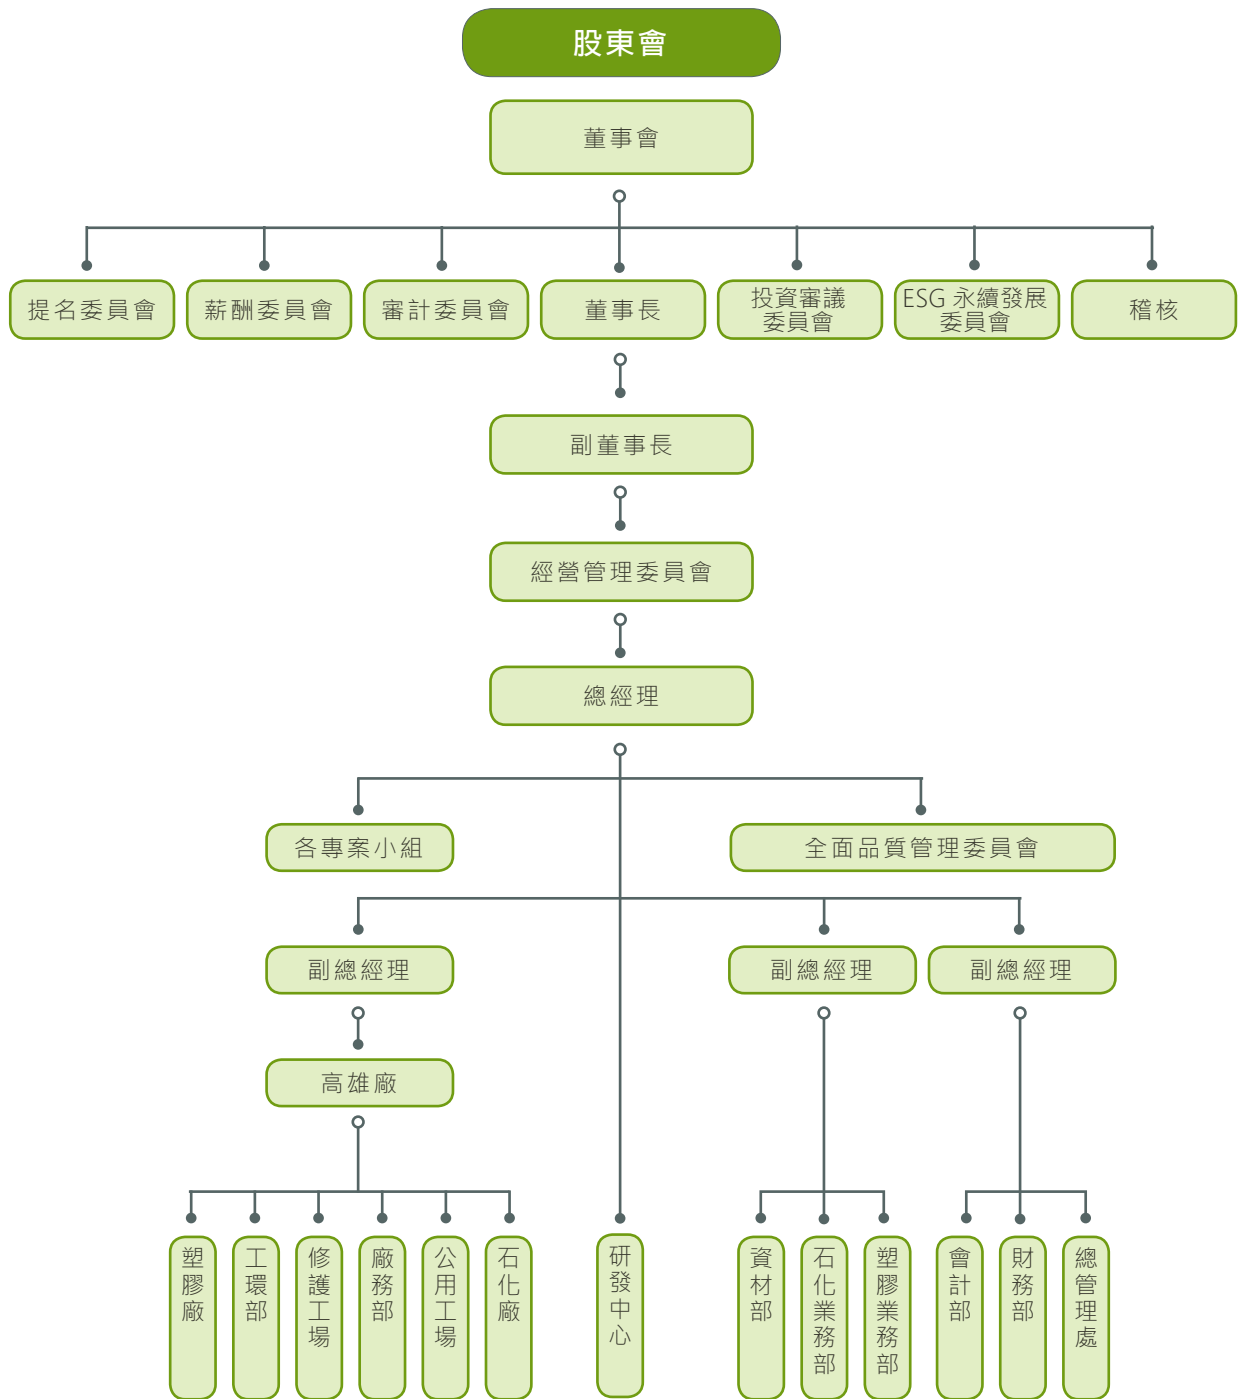 股東會
董事會
提名委員會
薪酬委員會
審計委員會
董事長
投資審議
委員會
ESG 永續發展
委員會
稽核
副董事長
經營管理委員會
總經理
各專案小組
全面品質管理委員會
副總經理
副總經理
副總經理
高雄廠
塑膠廠
工環部
修護工場
廠務部
公用工場
石化廠
研發中心
資材部
石化業務部
塑膠業務部
會計部
財務部
總管理處